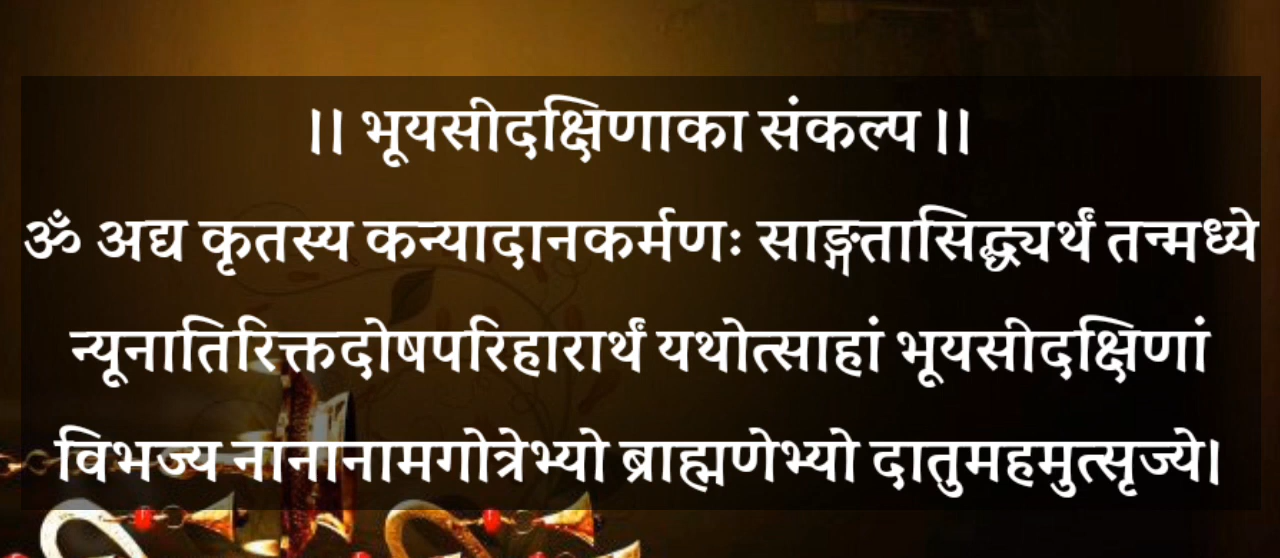 ।। भूयसीदक्षिणाका संकल्प ।।
ॐ अद्य कृतस्य कन्यादानकर्मणः साङ्गतासिद्ध्यर्थं तन्मध्ये
न्यूनातिरिक्तदोषपरिहारार्थं यथोत्साहां भूयसीदक्षिणां
विभज्य नानानामगोत्रेभ्यो ब्राह्मणेभ्यो दातुमहमुत्सृज्ये।